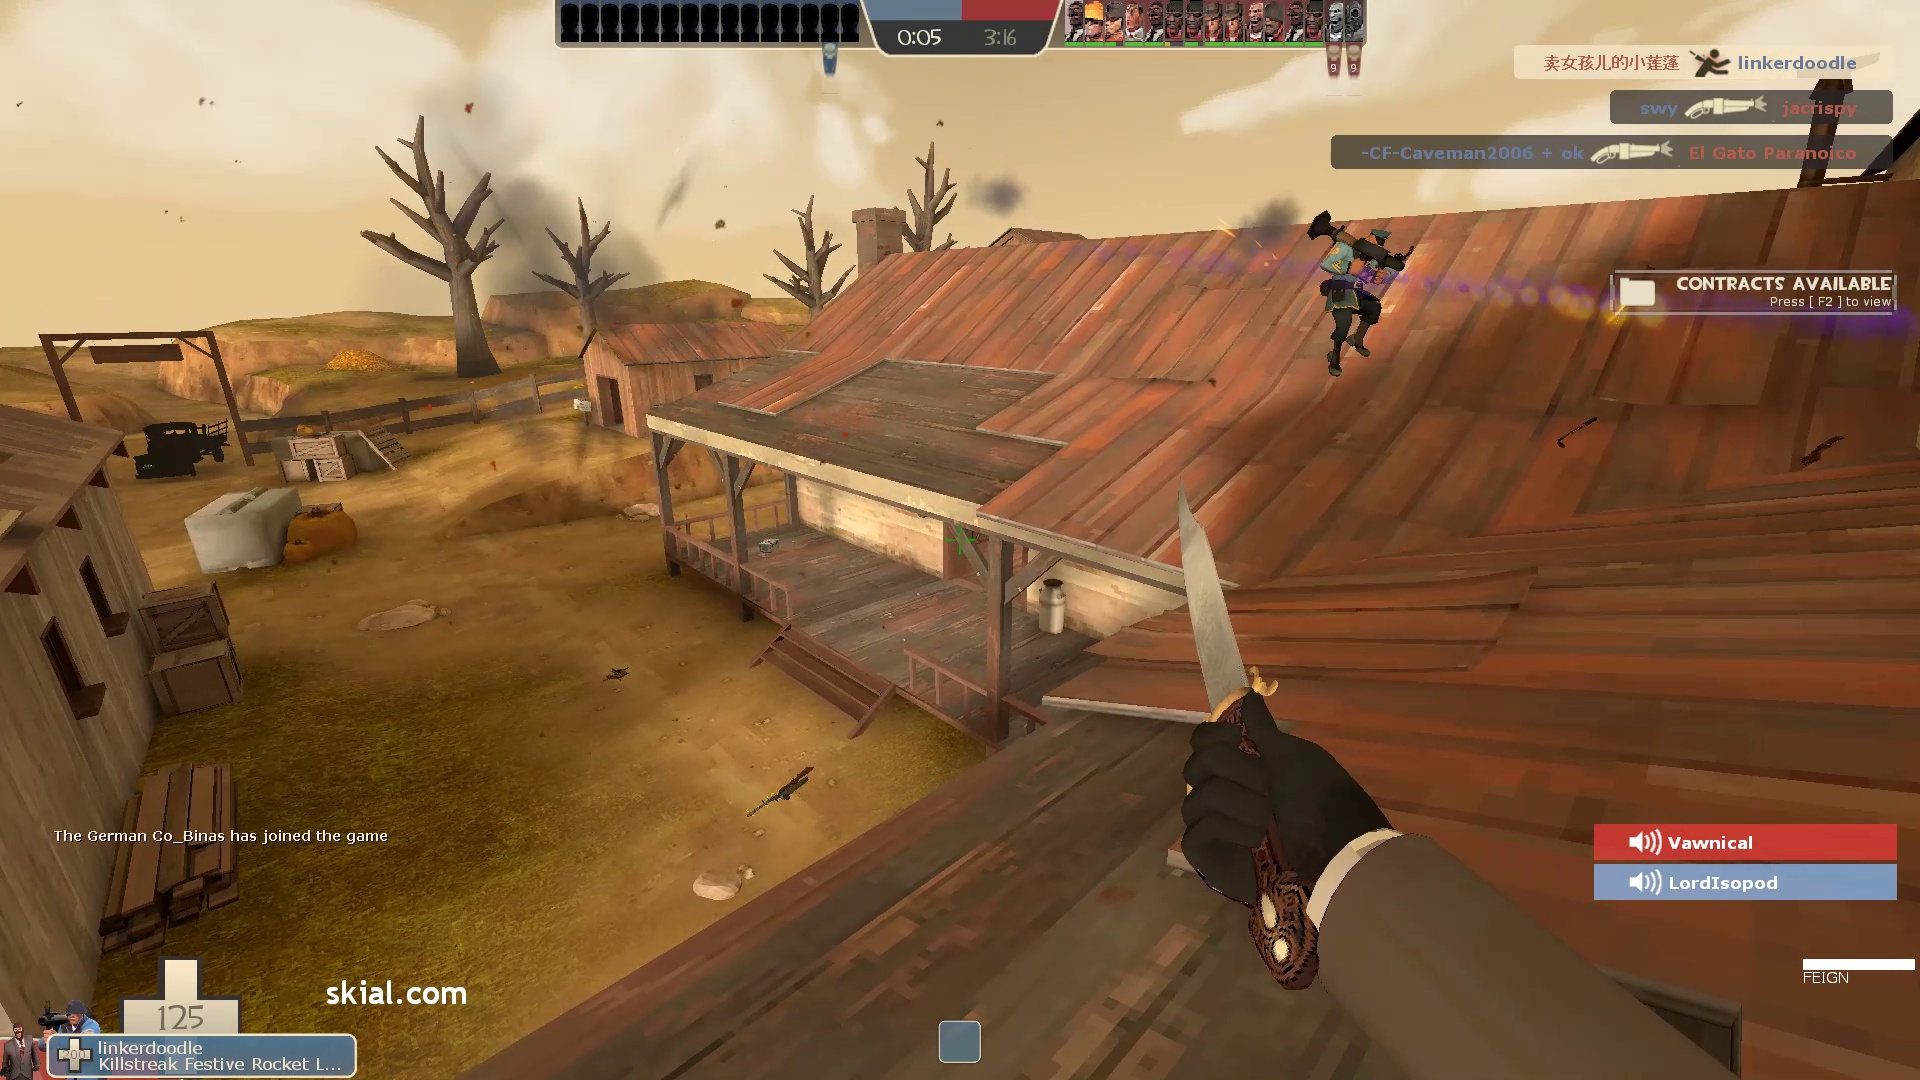 0:05
3:16
9
9
卖女孩儿的小莲蓬 linkerdoodle
swy jacrispy
-CF-Caveman2006 + ok El Gato Paranoico
CONTRACTS AVAILABLE
Press [ F2 ] to view
The German Co_Binas has joined the game
Vawnical
LordIsopod
FEIGN
skial.com
125
200
linkerdoodle
Killstreak Festive Rocket L...